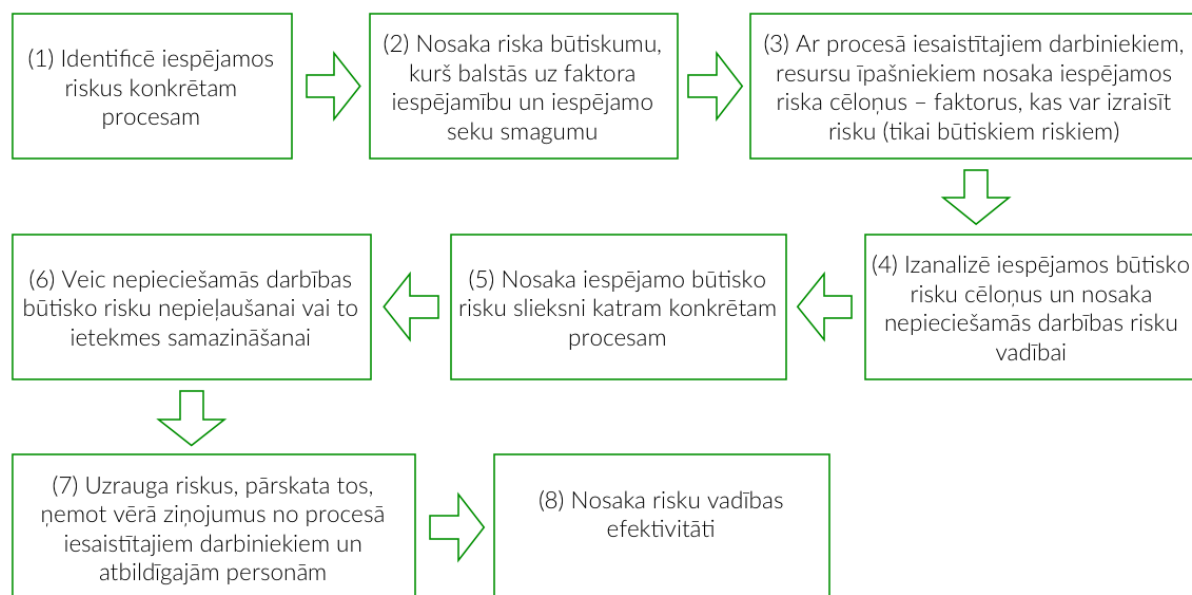 (1) Identificē iespējamos
riskus konkrētam
procesam
(2) Nosaka riska būtiskumu,
kurš balstās uz faktora
iespējamību un iespējamo
seku smagumu
(3) Ar procesā iesaistītajiem darbiniekiem,
resursu īpašniekiem nosaka iespējamos
riska cēloņus – faktorus, kas var izraisīt
risku (tikai būtiskiem riskiem)
(4) Izanalizē iespējamos būtisko
risku cēloņus un nosaka
nepieciešamās darbības risku
vadībai
(5) Nosaka iespējamo būtisko
risku slieksni katram konkrētam
procesam
(6) Veic nepieciešamās darbības
būtisko risku nepieļaušanai vai to
ietekmes samazināšanai
(7) Uzrauga riskus, pārskata tos,
ņemot vērā ziņojumus no procesā
iesaistītajiem darbiniekiem un
atbildīgajām personām
(8) Nosaka risku vadības
efektivitāti